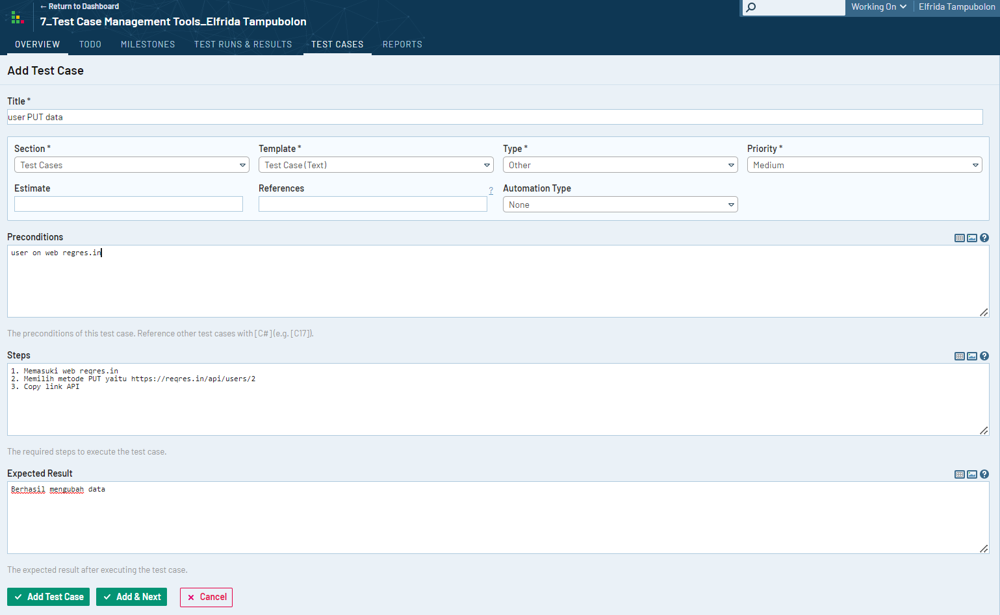 ← Return to Dashboard
7_Test Case Management Tools_Elfrida Tampubolon
Working On
Elfrida Tampubolon
OVERVIEW
TODO
MILESTONES
TEST RUNS & RESULTS
TEST CASES
REPORTS
Add Test Case
Title *
user PUT data
Section *
Template *
Type *
Priority *
Test Cases
Test Case (Text)
Other
Medium
Estimate
References
?
Automation Type
None
Preconditions
user on web regres.in
The preconditions of this test case. Reference other test cases with [C#] (e.g. [C17]).
Steps
1. Memasuki web reqres.in
2. Memilih metode PUT yaitu https://reqres.in/api/users/2
3. Copy link API
The required steps to execute the test case.
Expected Result
Berhasil mengubah data
The expected result after executing the test case.
Add Test Case
Add & Next
Cancel